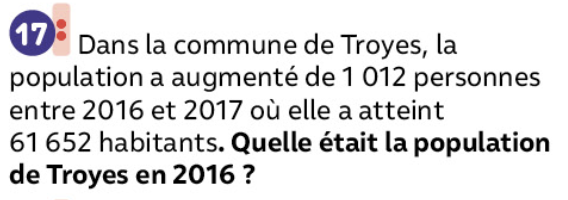 17 Dans la commune de Troyes, la
population a augmenté de 1 012 personnes
entre 2016 et 2017 où elle a atteint
61 652 habitants. Quelle était la population
de Troyes en 2016 ?